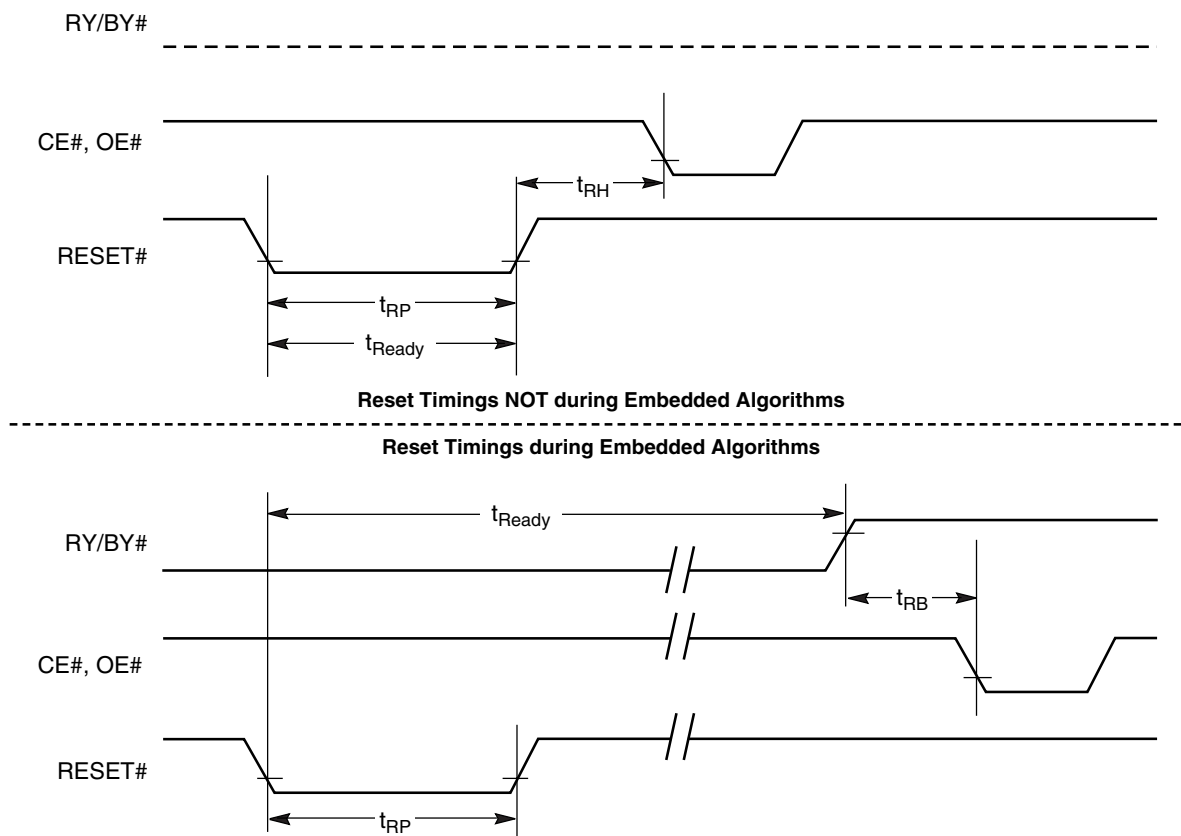 RY/BY#
CE#, OE#
tRH
RESET#
tRP
tReady
Reset Timings NOT during Embedded Algorithms
Reset Timings during Embedded Algorithms
tReady
RY/BY#
tRB
CE#, OE#
RESET#
tRP